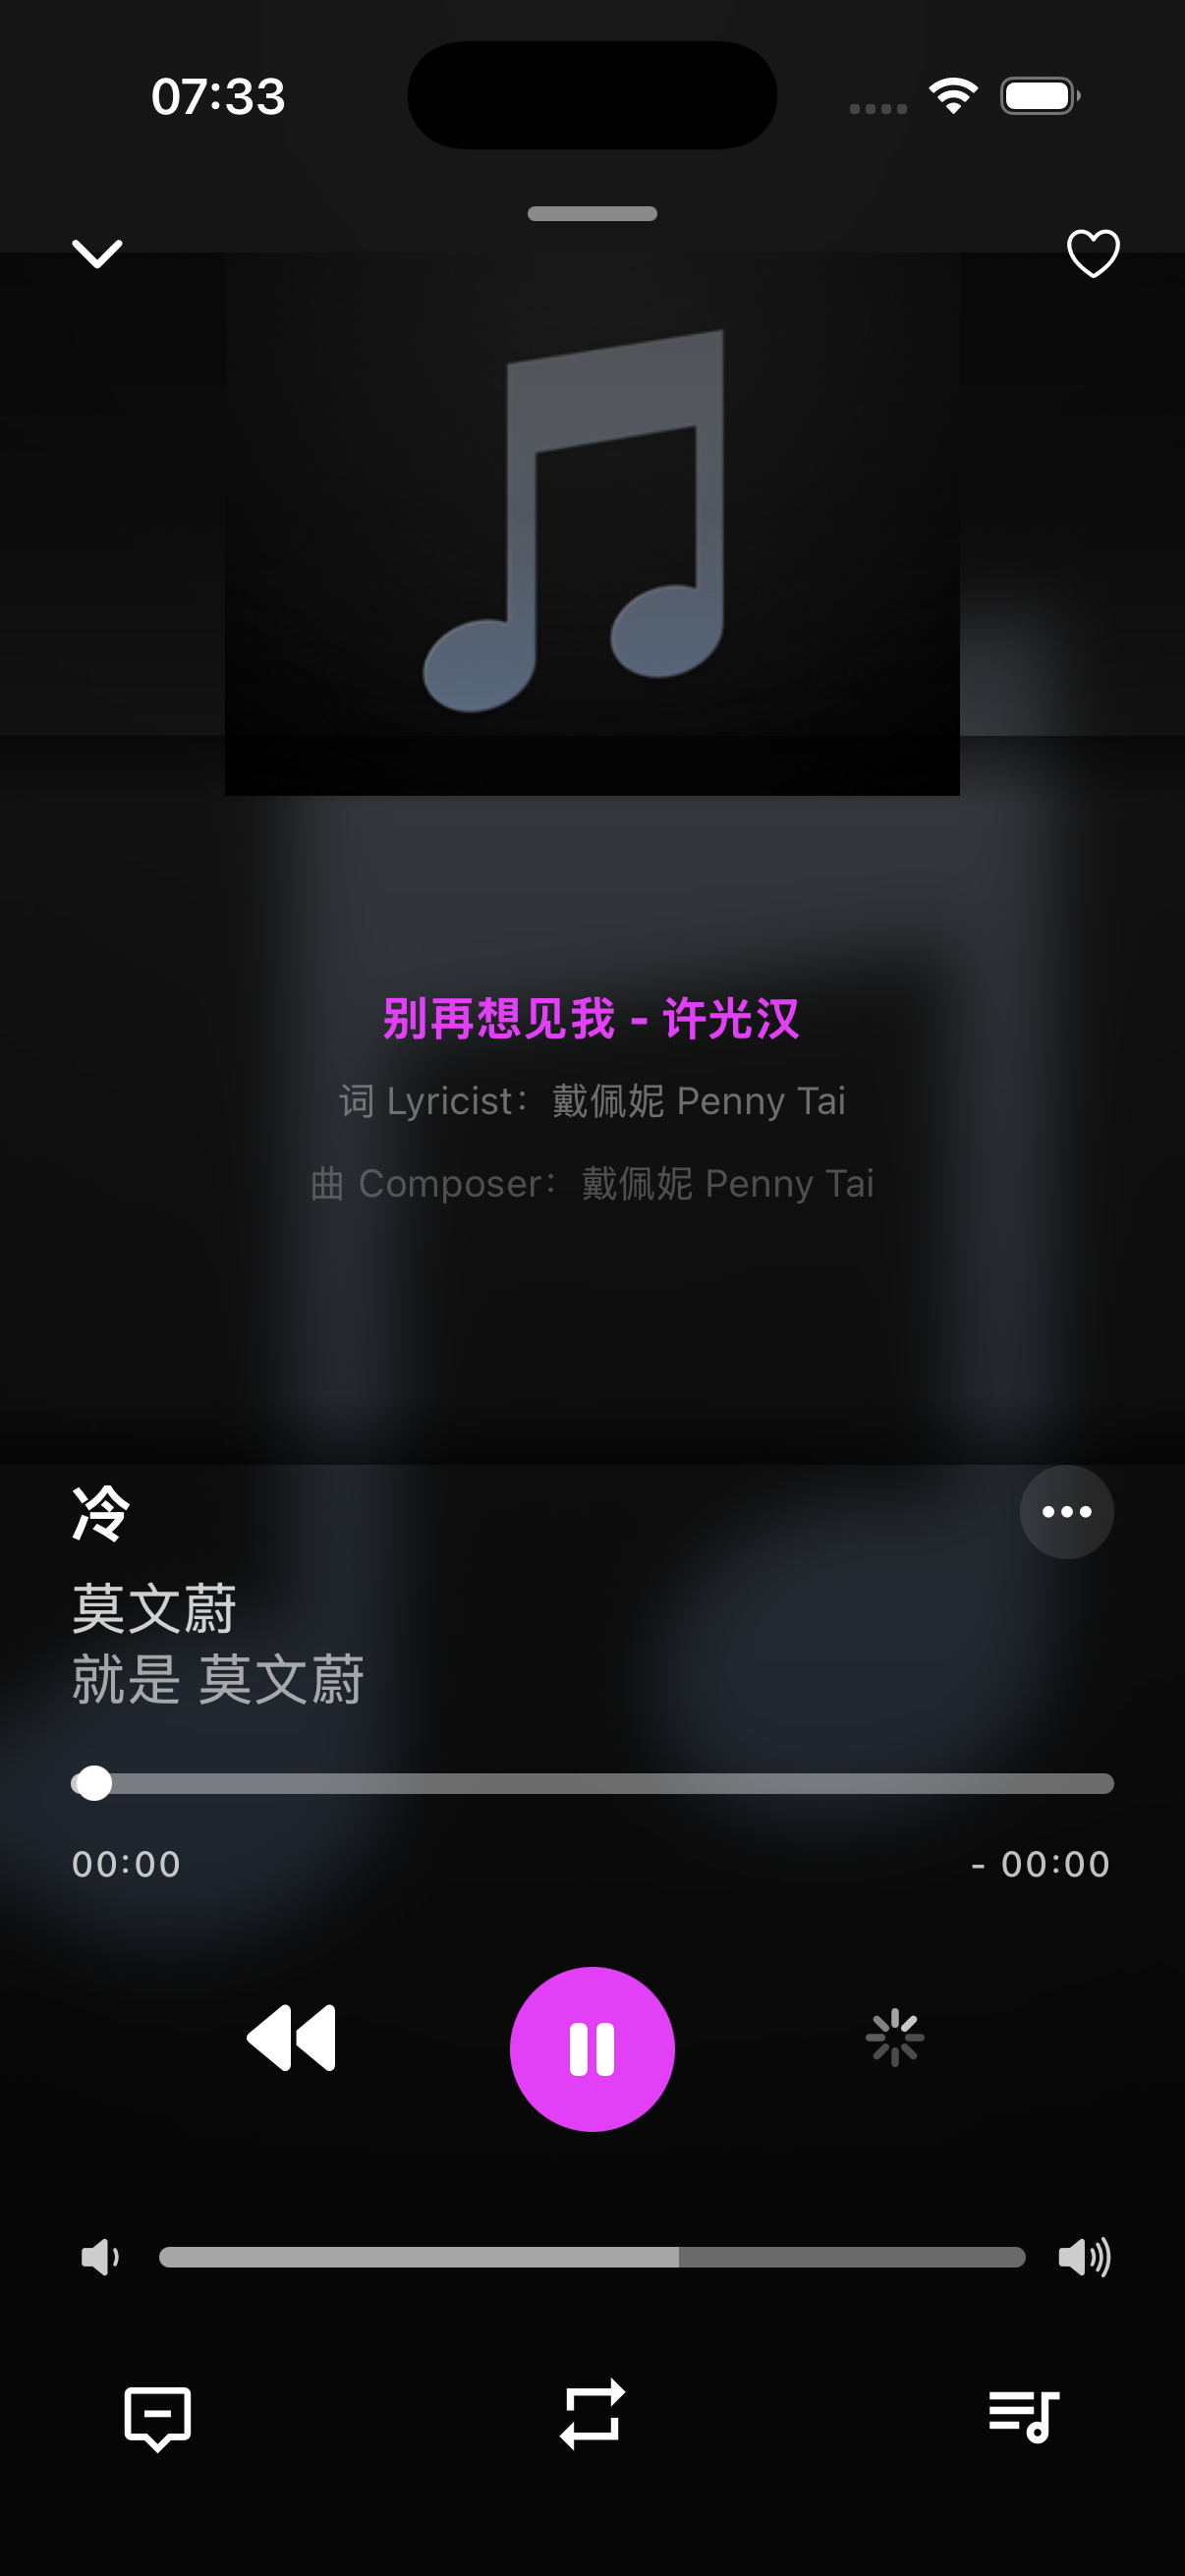 07:33
别再想见我 - 许光汉
词 Lyricist：戴佩妮 Penny Tai
曲 Composer：戴佩妮 Penny Tai
冷
莫文蔚
就是 莫文蔚
00:00
- 00:00